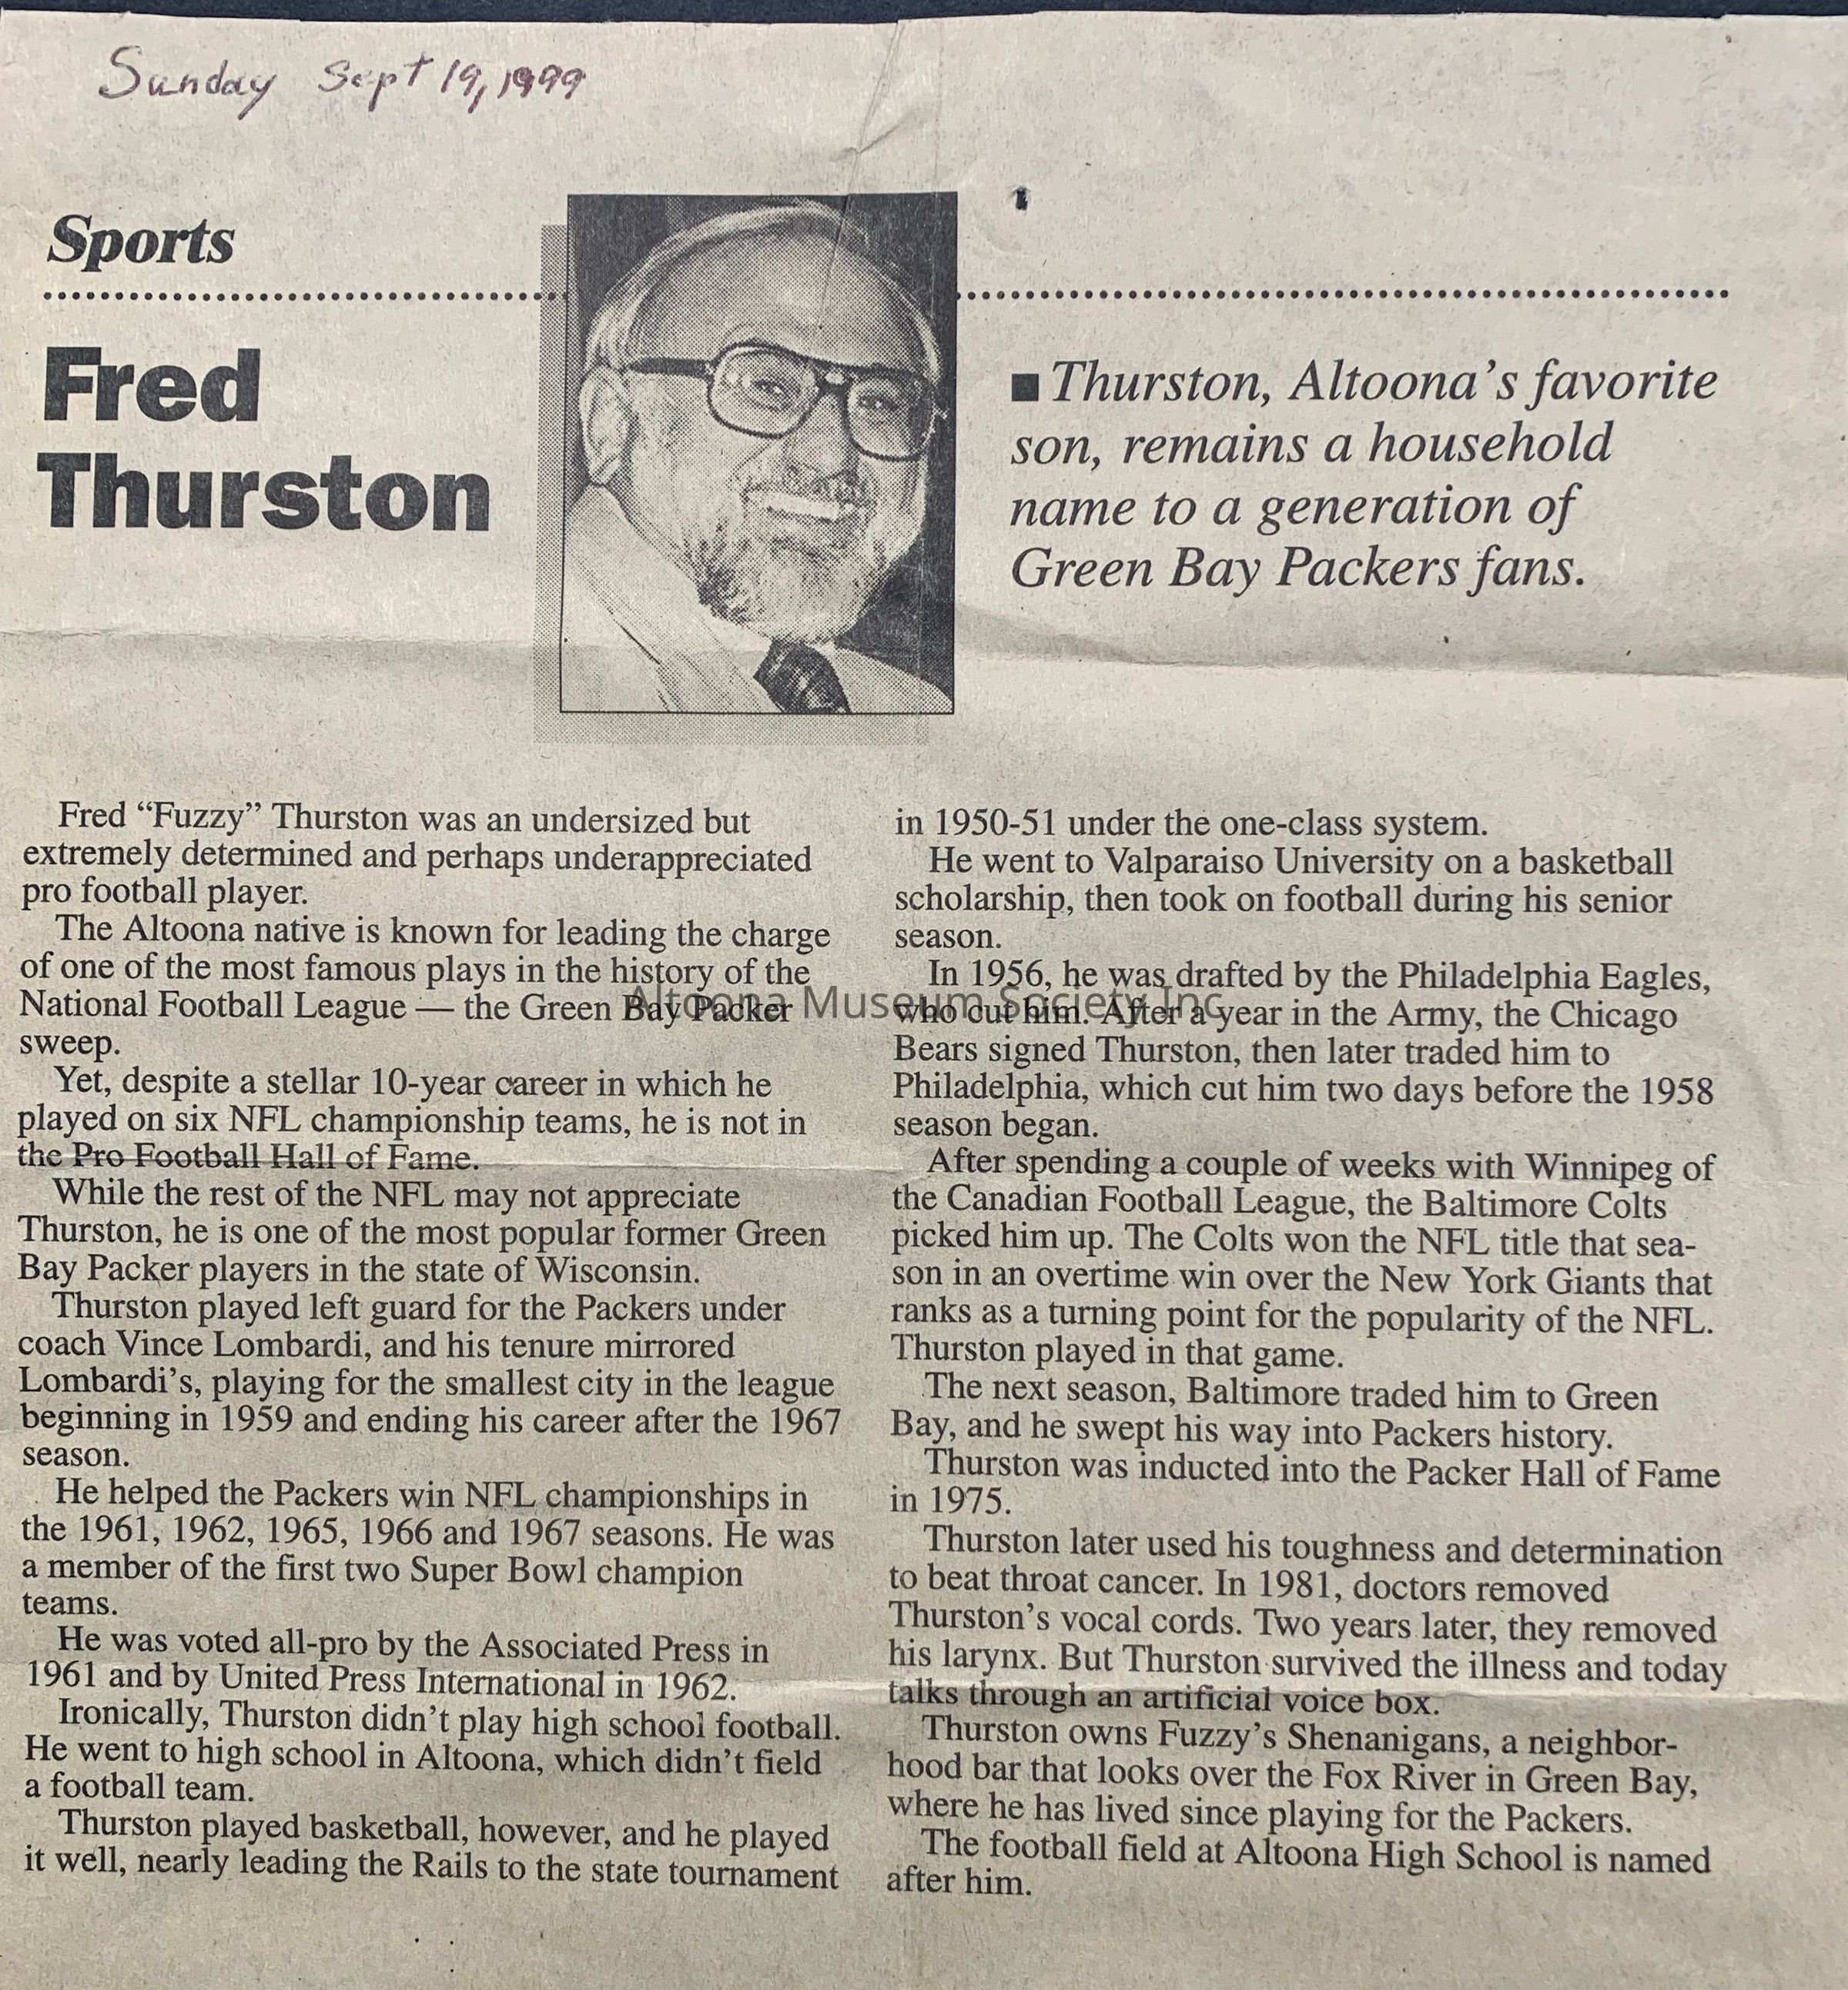 Sunday Sept 19, 1999
Sports
Fred
Thurston
■ Thurston, Altoona's favorite
son, remains a household
name to a generation of
Green Bay Packers fans.
Fred “Fuzzy” Thurston was an undersized but
extremely determined and perhaps underappreciated
pro football player.
The Altoona native is known for leading the charge
of one of the most famous plays in the history of the
National Football League — the Green Bay Packer
sweep.
Yet, despite a stellar 10-year career in which he
played on six NFL championship teams, he is not in
the Pro Football Hall of Fame.
While the rest of the NFL may not appreciate
Thurston, he is one of the most popular former Green
Bay Packer players in the state of Wisconsin.
Thurston played left guard for the Packers under
coach Vince Lombardi, and his tenure mirrored
Lombardi's, playing for the smallest city in the league
beginning in 1959 and ending his career after the 1967
season.
He helped the Packers win NFL championships in
the 1961, 1962, 1965, 1966 and 1967 seasons. He was
a member of the first two Super Bowl champion
teams.
He was voted all-pro by the Associated Press in
1961 and by United Press International in 1962.
Ironically, Thurston didn't play high school football.
He went to high school in Altoona, which didn't field
a football team.
Thurston played basketball, however, and he played
it well, nearly leading the Rails to the state tournament
in 1950-51 under the one-class system.
He went to Valparaiso University on a basketball
scholarship, then took on football during his senior
season.
In 1956, he was drafted by the Philadelphia Eagles,
who cut him. After a year in the Army, the Chicago
Bears signed Thurston, then later traded him to
Philadelphia, which cut him two days before the 1958
season began.
After spending a couple of weeks with Winnipeg of
the Canadian Football League, the Baltimore Colts
picked him up. The Colts won the NFL title that sea-
son in an overtime win over the New York Giants that
ranks as a turning point for the popularity of the NFL.
Thurston played in that game.
The next season, Baltimore traded him to Green
Bay, and he swept his way into Packers history.
Thurston was inducted into the Packer Hall of Fame
in 1975.
Thurston later used his toughness and determination
to beat throat cancer. In 1981, doctors removed
Thurston's vocal cords. Two years later, they removed
his larynx. But Thurston survived the illness and today
talks through an artificial voice box.
Thurston owns Fuzzy's Shenanigans, a neighbor-
hood bar that looks over the Fox River in Green Bay,
where he has lived since playing for the Packers.
The football field at Altoona High School is named
after him.
Altoona Museum Society Inc